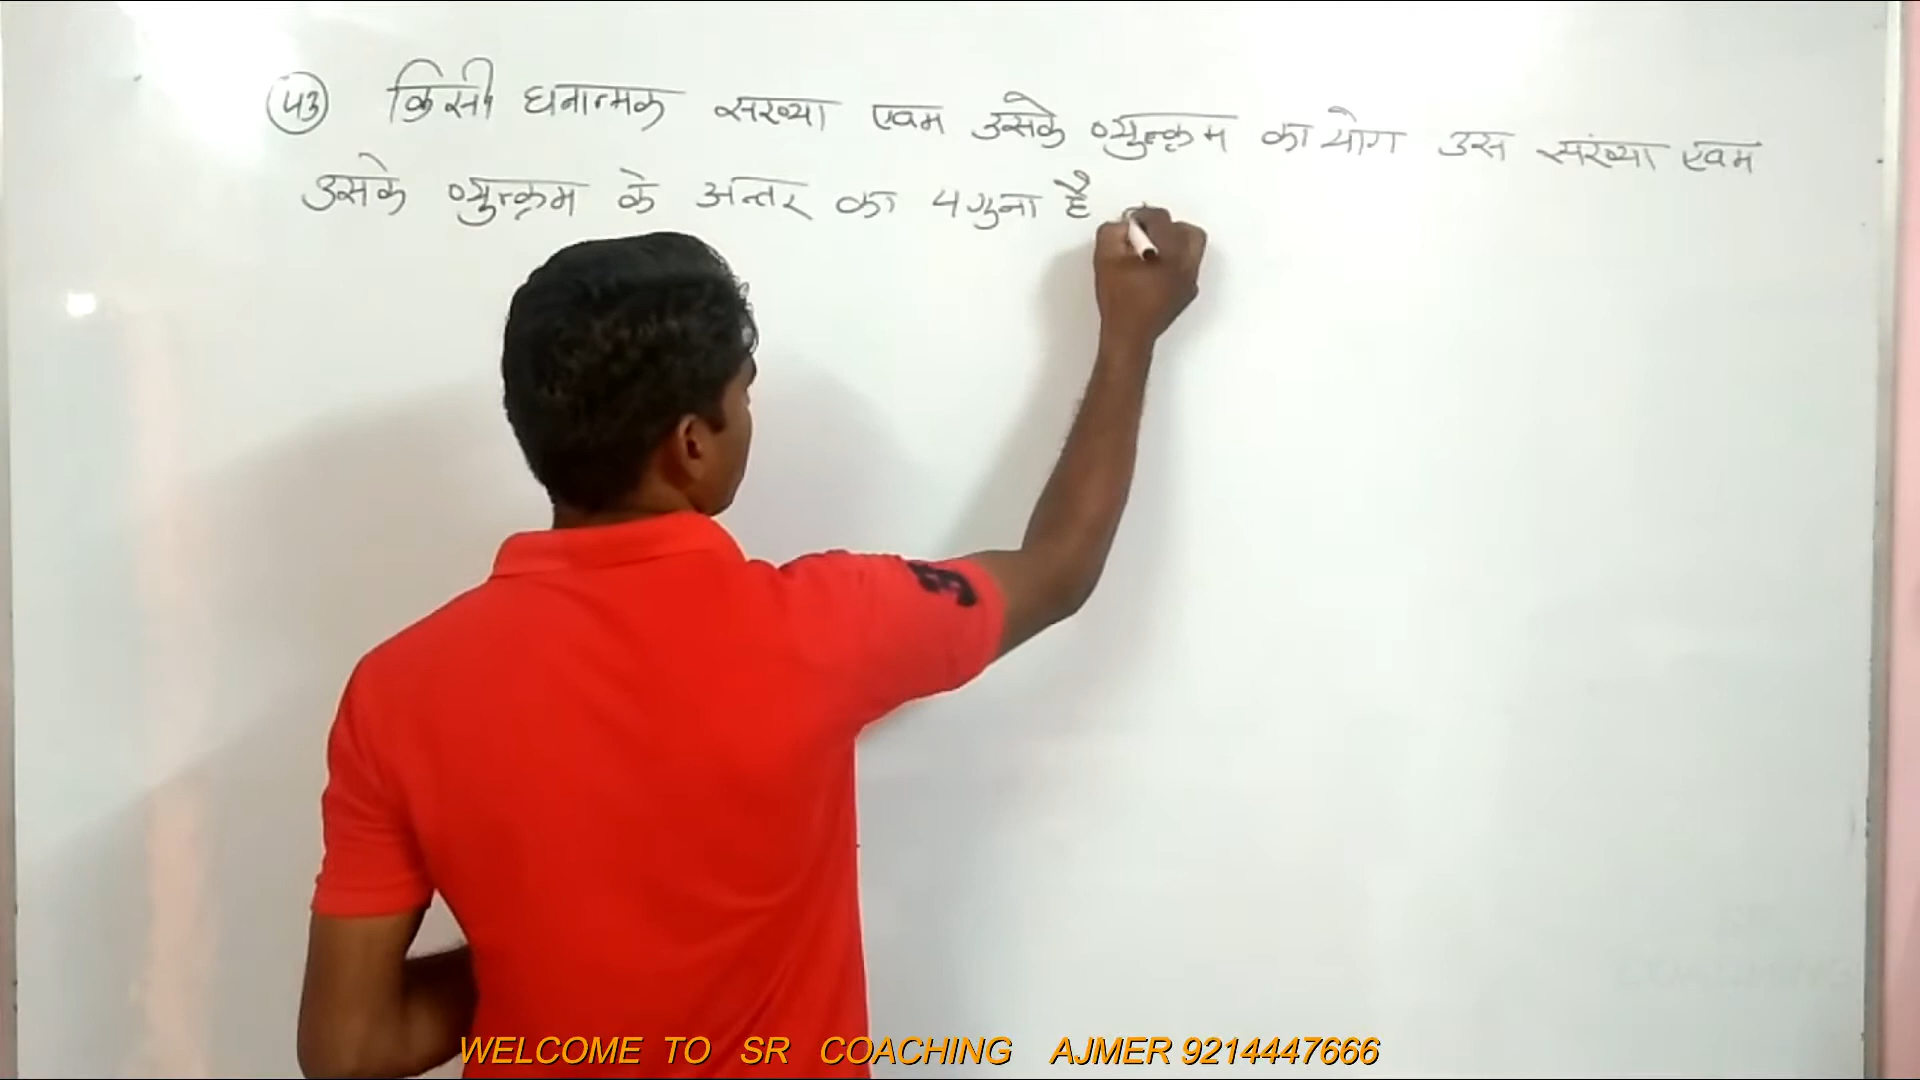 43 किसी धनात्मक सख्या एवम उसके व्युत्क्रम का योग उस संख्या एवम
उसके व्युत्क्रम के अन्तर का 4 गुना है
WELCOME TO SR COACHING AJMER 9214447666